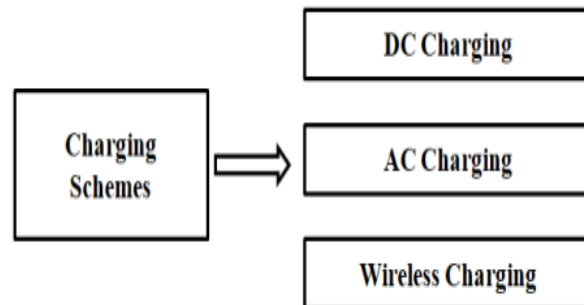 Charging
Schemes
DC Charging
AC Charging
Wireless Charging